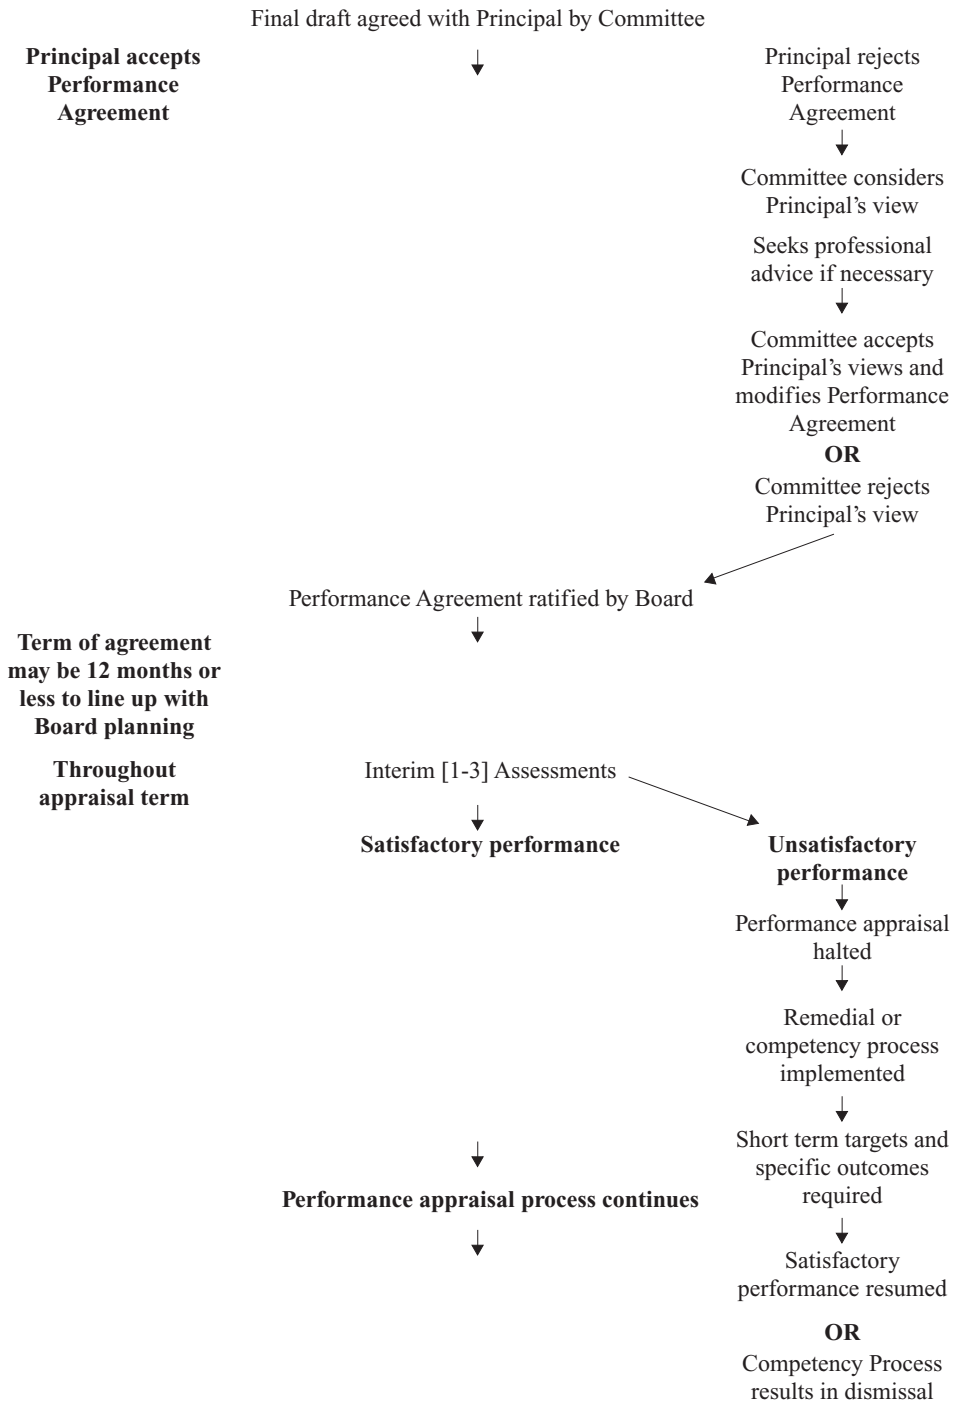 Final draft agreed with Principal by Committee
Principal accepts
Performance
Agreement
Principal rejects
Performance
Agreement
Committee considers
Principal’s view
Seeks professional
advice if necessary
Committee accepts
Principal’s views and
modifies Performance
Agreement
OR
Committee rejects
Principal’s view
Performance Agreement ratified by Board
Term of agreement
may be 12 months or
less to line up with
Board planning
Throughout
appraisal term
Interim [1-3] Assessments
Satisfactory performance
Unsatisfactory
performance
Performance appraisal
halted
Remedial or
competency process
implemented
Short term targets and
specific outcomes
required
Performance appraisal process continues
Satisfactory
performance resumed
OR
Competency Process
results in dismissal